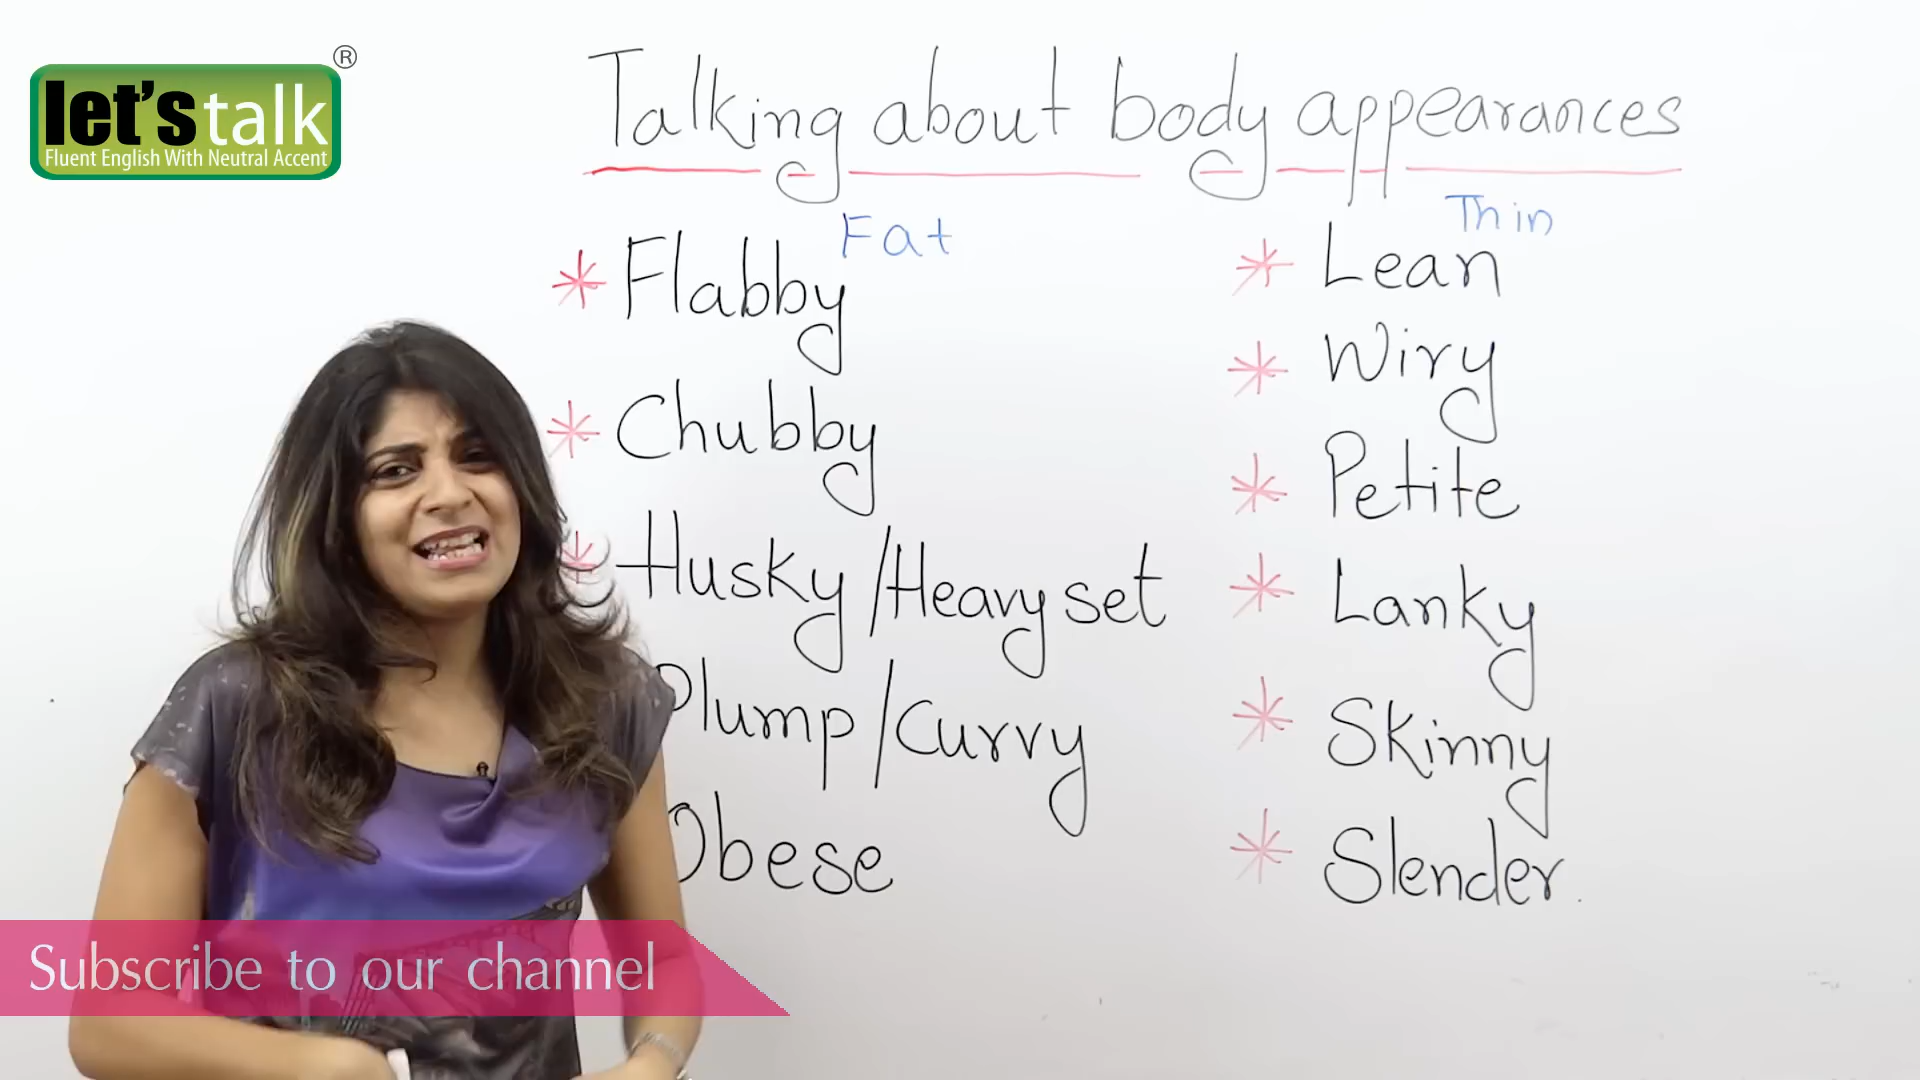 let's talk ®
Fluent English With Neutral Accent
Talking about body appearances
Fat
* Flabby
* Chubby
* Husky / Heavy set
Plump / Curvy
Obese
Thin
* Lean
* Wiry
* Petite
* Lanky
* Skinny
* Slender.
Subscribe to our channel